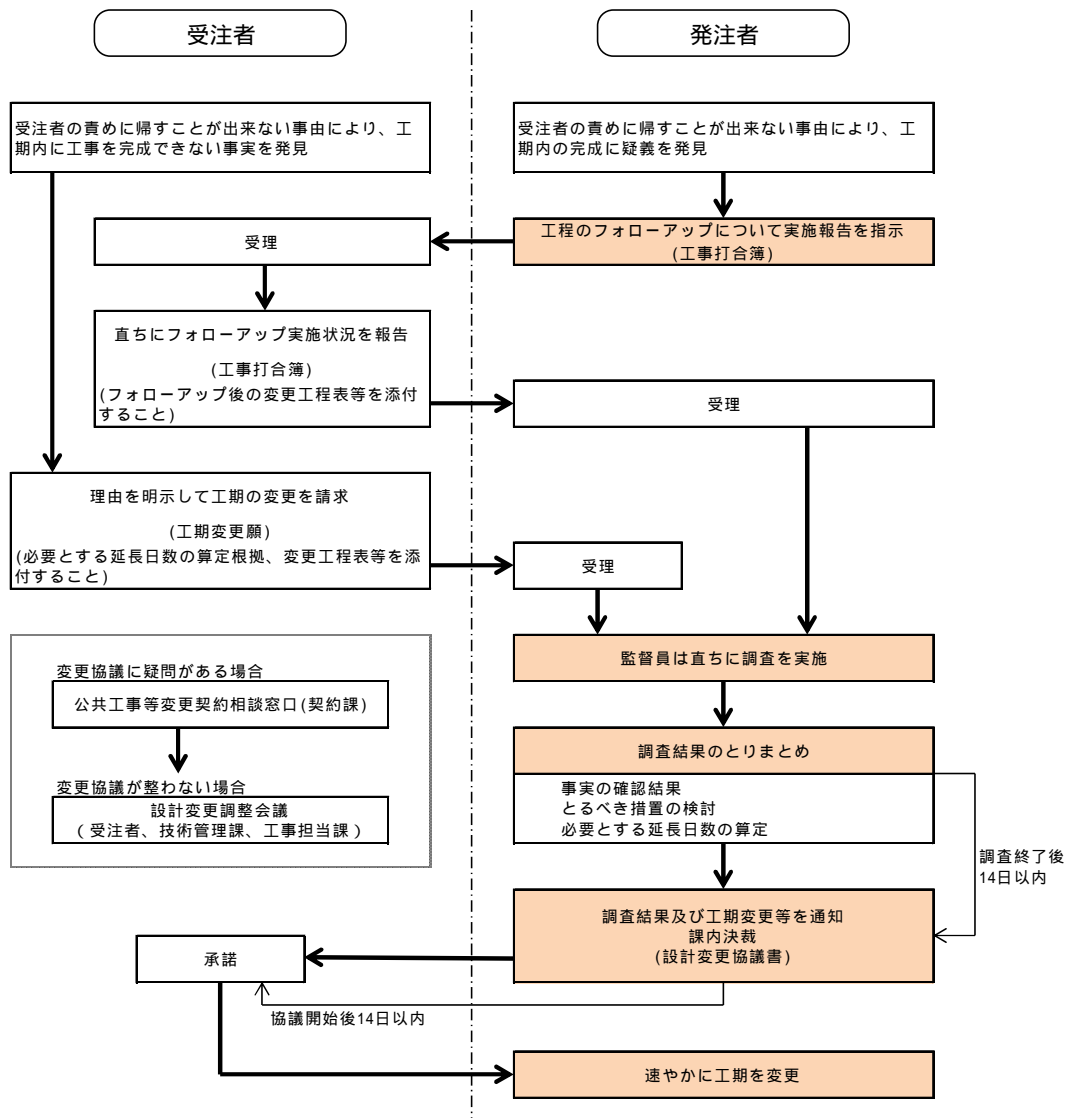 受注者
発注者
受注者の責めに帰すことが出来ない事由により、工
期内に工事を完成できない事実を発見
受注者の責めに帰すことが出来ない事由により、工
期内の完成に疑義を発見
工程のフォローアップについて実施報告を指示
(工事打合簿)
受理
直ちにフォローアップ実施状況を報告
(工事打合簿)
(フォローアップ後の変更工程表等を添付
すること)
受理
理由を明示して工期の変更を請求
(工期変更願)
(必要とする延長日数の算定根拠、変更工程表等を添
付すること)
受理
監督員は直ちに調査を実施
変更協議に疑問がある場合
公共工事等変更契約相談窓口(契約課)
変更協議が整わない場合
設計変更調整会議
(受注者、技術管理課、工事担当課)
調査結果のとりまとめ
事実の確認結果
とるべき措置の検討
必要とする延長日数の算定
調査終了後
14日以内
調査結果及び工期変更等を通知
課内決裁
(設計変更協議書)
承諾
協議開始後14日以内
速やかに工期を変更